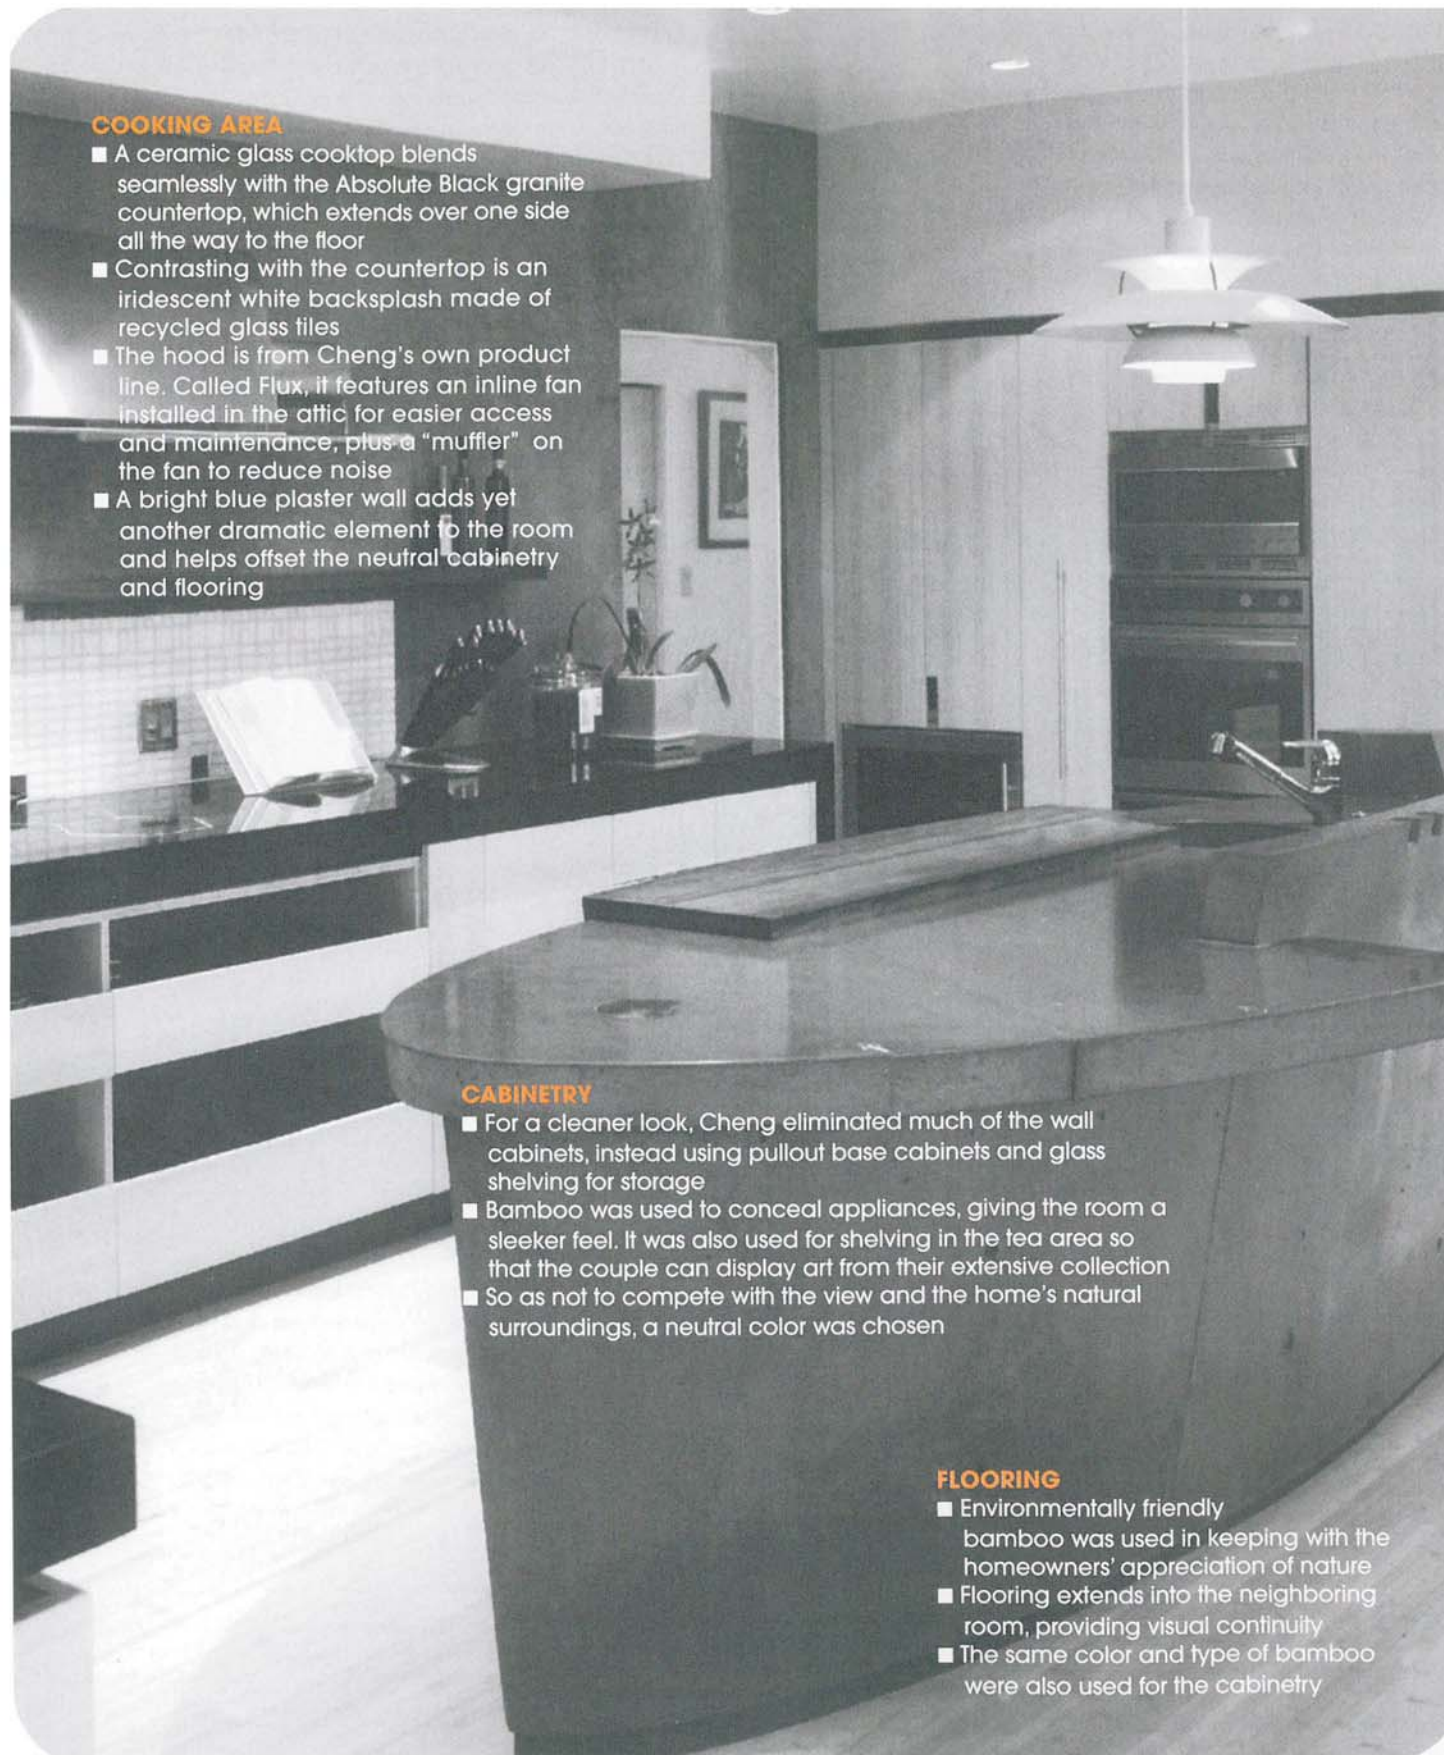 COOKING AREA
■ A ceramic glass cooktop blends
seamlessly with the Absolute Black granite
countertop, which extends over one side
all the way to the floor
■ Contrasting with the countertop is an
iridescent white backsplash made of
recycled glass tiles
■ The hood is from Cheng's own product
line. Called Flux, it features an inline fan
installed in the attic for easier access
and maintenance, plus a "muffler" on
the fan to reduce noise
■ A bright blue plaster wall adds yet
another dramatic element to the room
and helps offset the neutral cabinetry
and flooring
CABINETRY
■ For a cleaner look, Cheng eliminated much of the wall
cabinets, instead using pullout base cabinets and glass
shelving for storage
■ Bamboo was used to conceal appliances, giving the room a
sleeker feel. It was also used for shelving in the tea area so
that the couple can display art from their extensive collection
■ So as not to compete with the view and the home's natural
surroundings, a neutral color was chosen
FLOORING
■ Environmentally friendly
bamboo was used in keeping with the
homeowners' appreciation of nature
■ Flooring extends into the neighboring
room, providing visual continuity
■ The same color and type of bamboo
were also used for the cabinetry